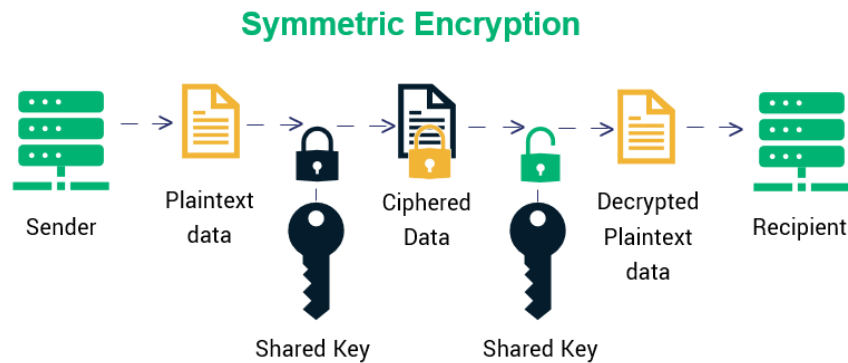 Symmetric Encryption
Sender
Plaintext
data
Shared Key
Ciphered
Data
Shared Key
Decrypted
Plaintext
data
Recipient